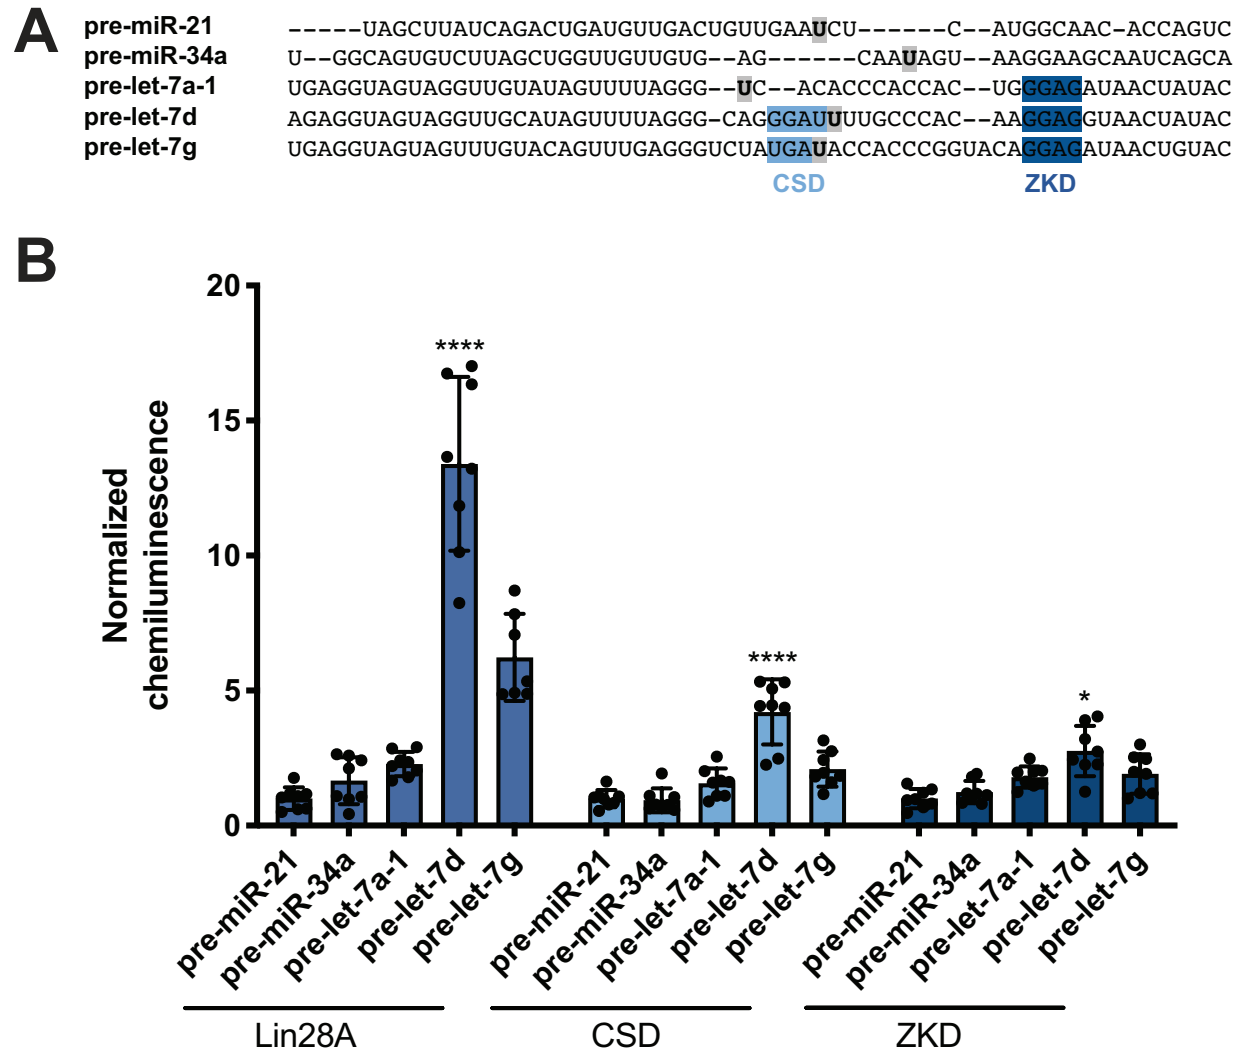 A
pre-miR-21 -----UAGCUUAUCAGACUGAUGUUGACUGUUGAAUCU------C--AUGGCAAC-ACCAGUC
pre-miR-34a U--GGCAGUGUCUUAGCUGGUUGUUGUG--AG------CAAUAGU--AAGGAAGCAAUCAGCA
pre-let-7a-1 UGAGGUAGUAGGUUGUAUAGUUUUAGGG--UC--ACACCCACCAC--UGGGAGAUAACUAUAC
pre-let-7d AGAGGUAGUAGGUUGCAUAGUUUUAGGG-CAGGGAUUUUGCCCAC--AAGGAGGUAACUAUAC
pre-let-7g UGAGGUAGUAGUUUGUACAGUUUGAGGGUCUAUGAUACCACCCGGUACAGGAGAUAACUGUAC
CSD ZKD
B
Normalized
chemiluminescence
20
15
10
5
0
****
****
*
pre-miR-21
pre-miR-34a
pre-let-7a-1
pre-let-7d
pre-let-7g
pre-miR-21
pre-miR-34a
pre-let-7a-1
pre-let-7d
pre-let-7g
pre-miR-21
pre-miR-34a
pre-let-7a-1
pre-let-7d
pre-let-7g
Lin28A
CSD
ZKD